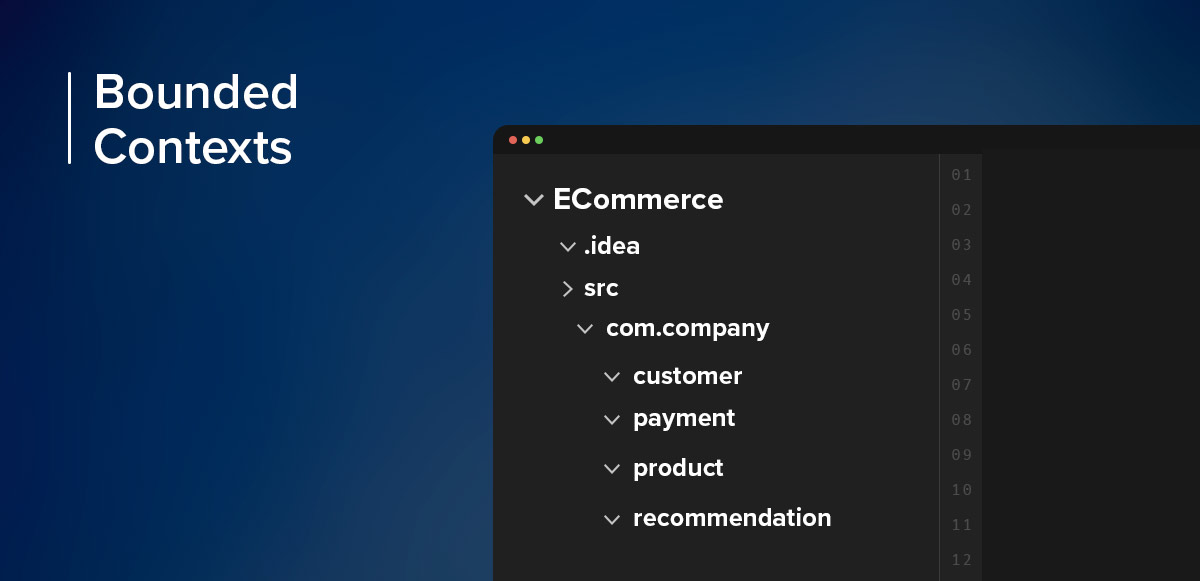 Bounded
Contexts
ECommerce
.idea
src
com.company
customer
payment
product
recommendation
01
02
03
04
05
06
07
08
09
10
11
12